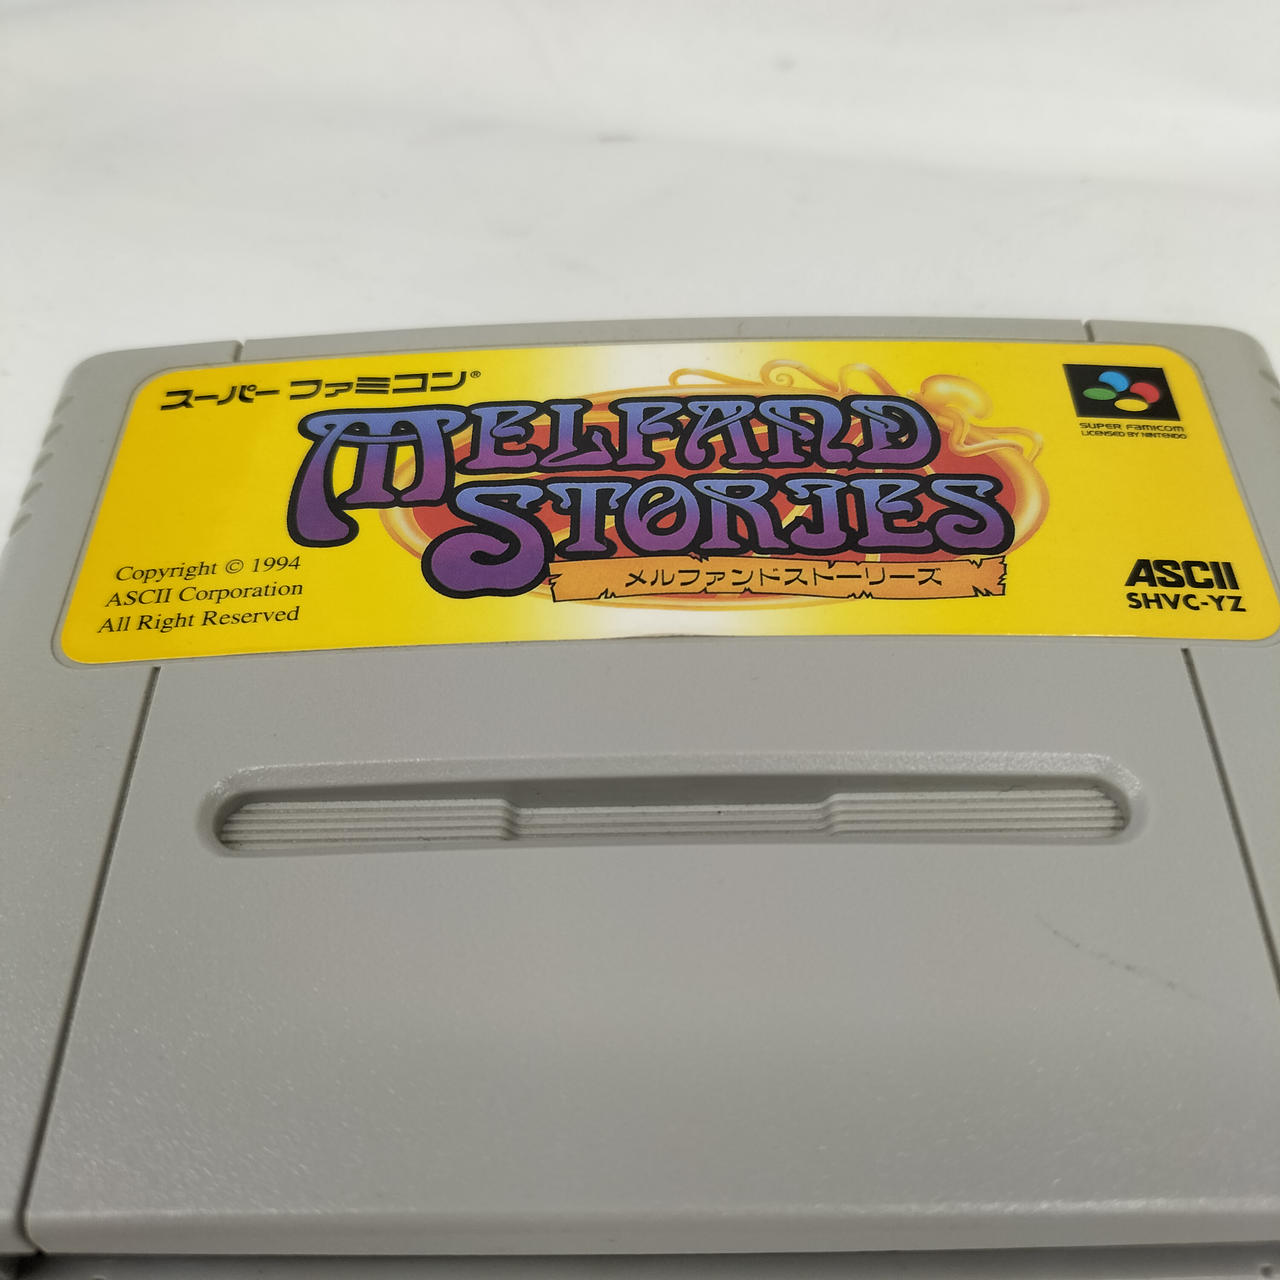 スーパーファミコン®
MELFAND
STORIES
メルファンドストーリーズ
SUPER FAMICOM
LICENSED BY NINTENDO
Copyright © 1994
ASCII Corporation
All Right Reserved
ASCII
SHVC-YZ